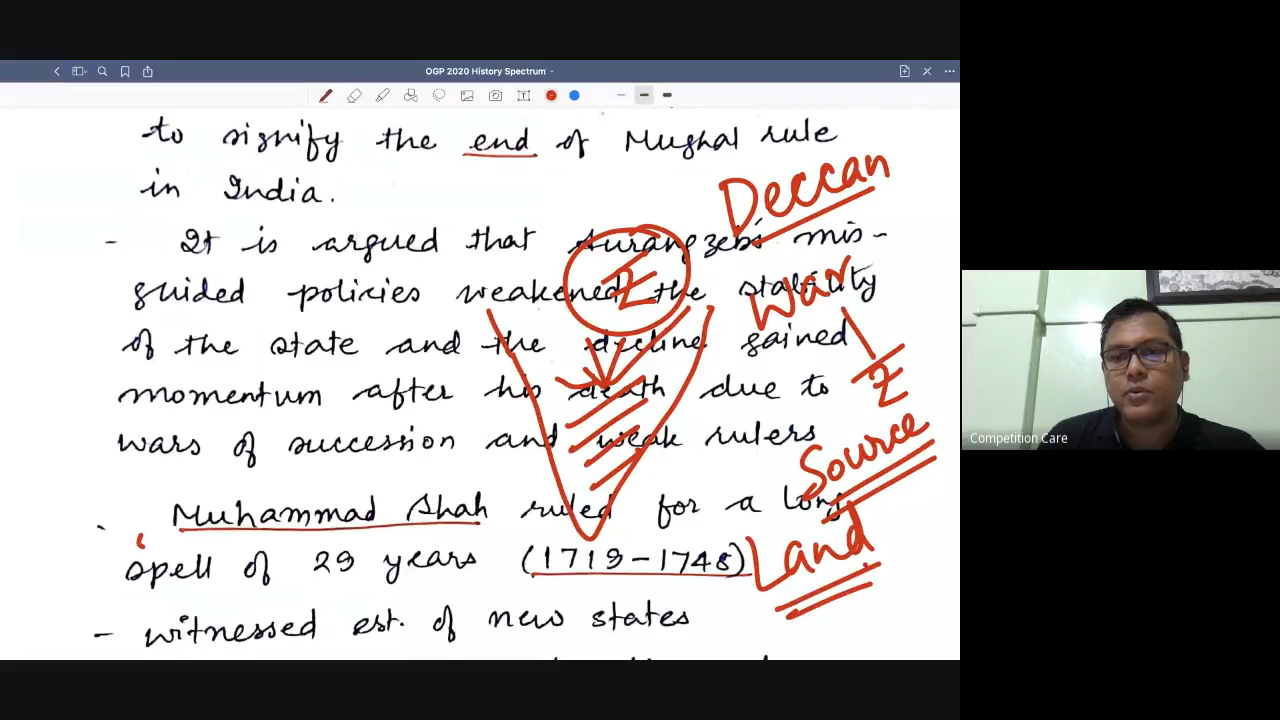 OGP 2020 History Spectrum
to signify the end of Mughal rule
in India.
- It is argued that Aurangzeb's mis-
guided policies weakened the stability
of the state and the decline gained
momentum after his death due to
wars of succession and weak rulers
- Muhammad Shah ruled for a long
spell of 29 years (1719-1748)
- witnessed est. of new states
Deccan
War
Source
Land
Competition Care